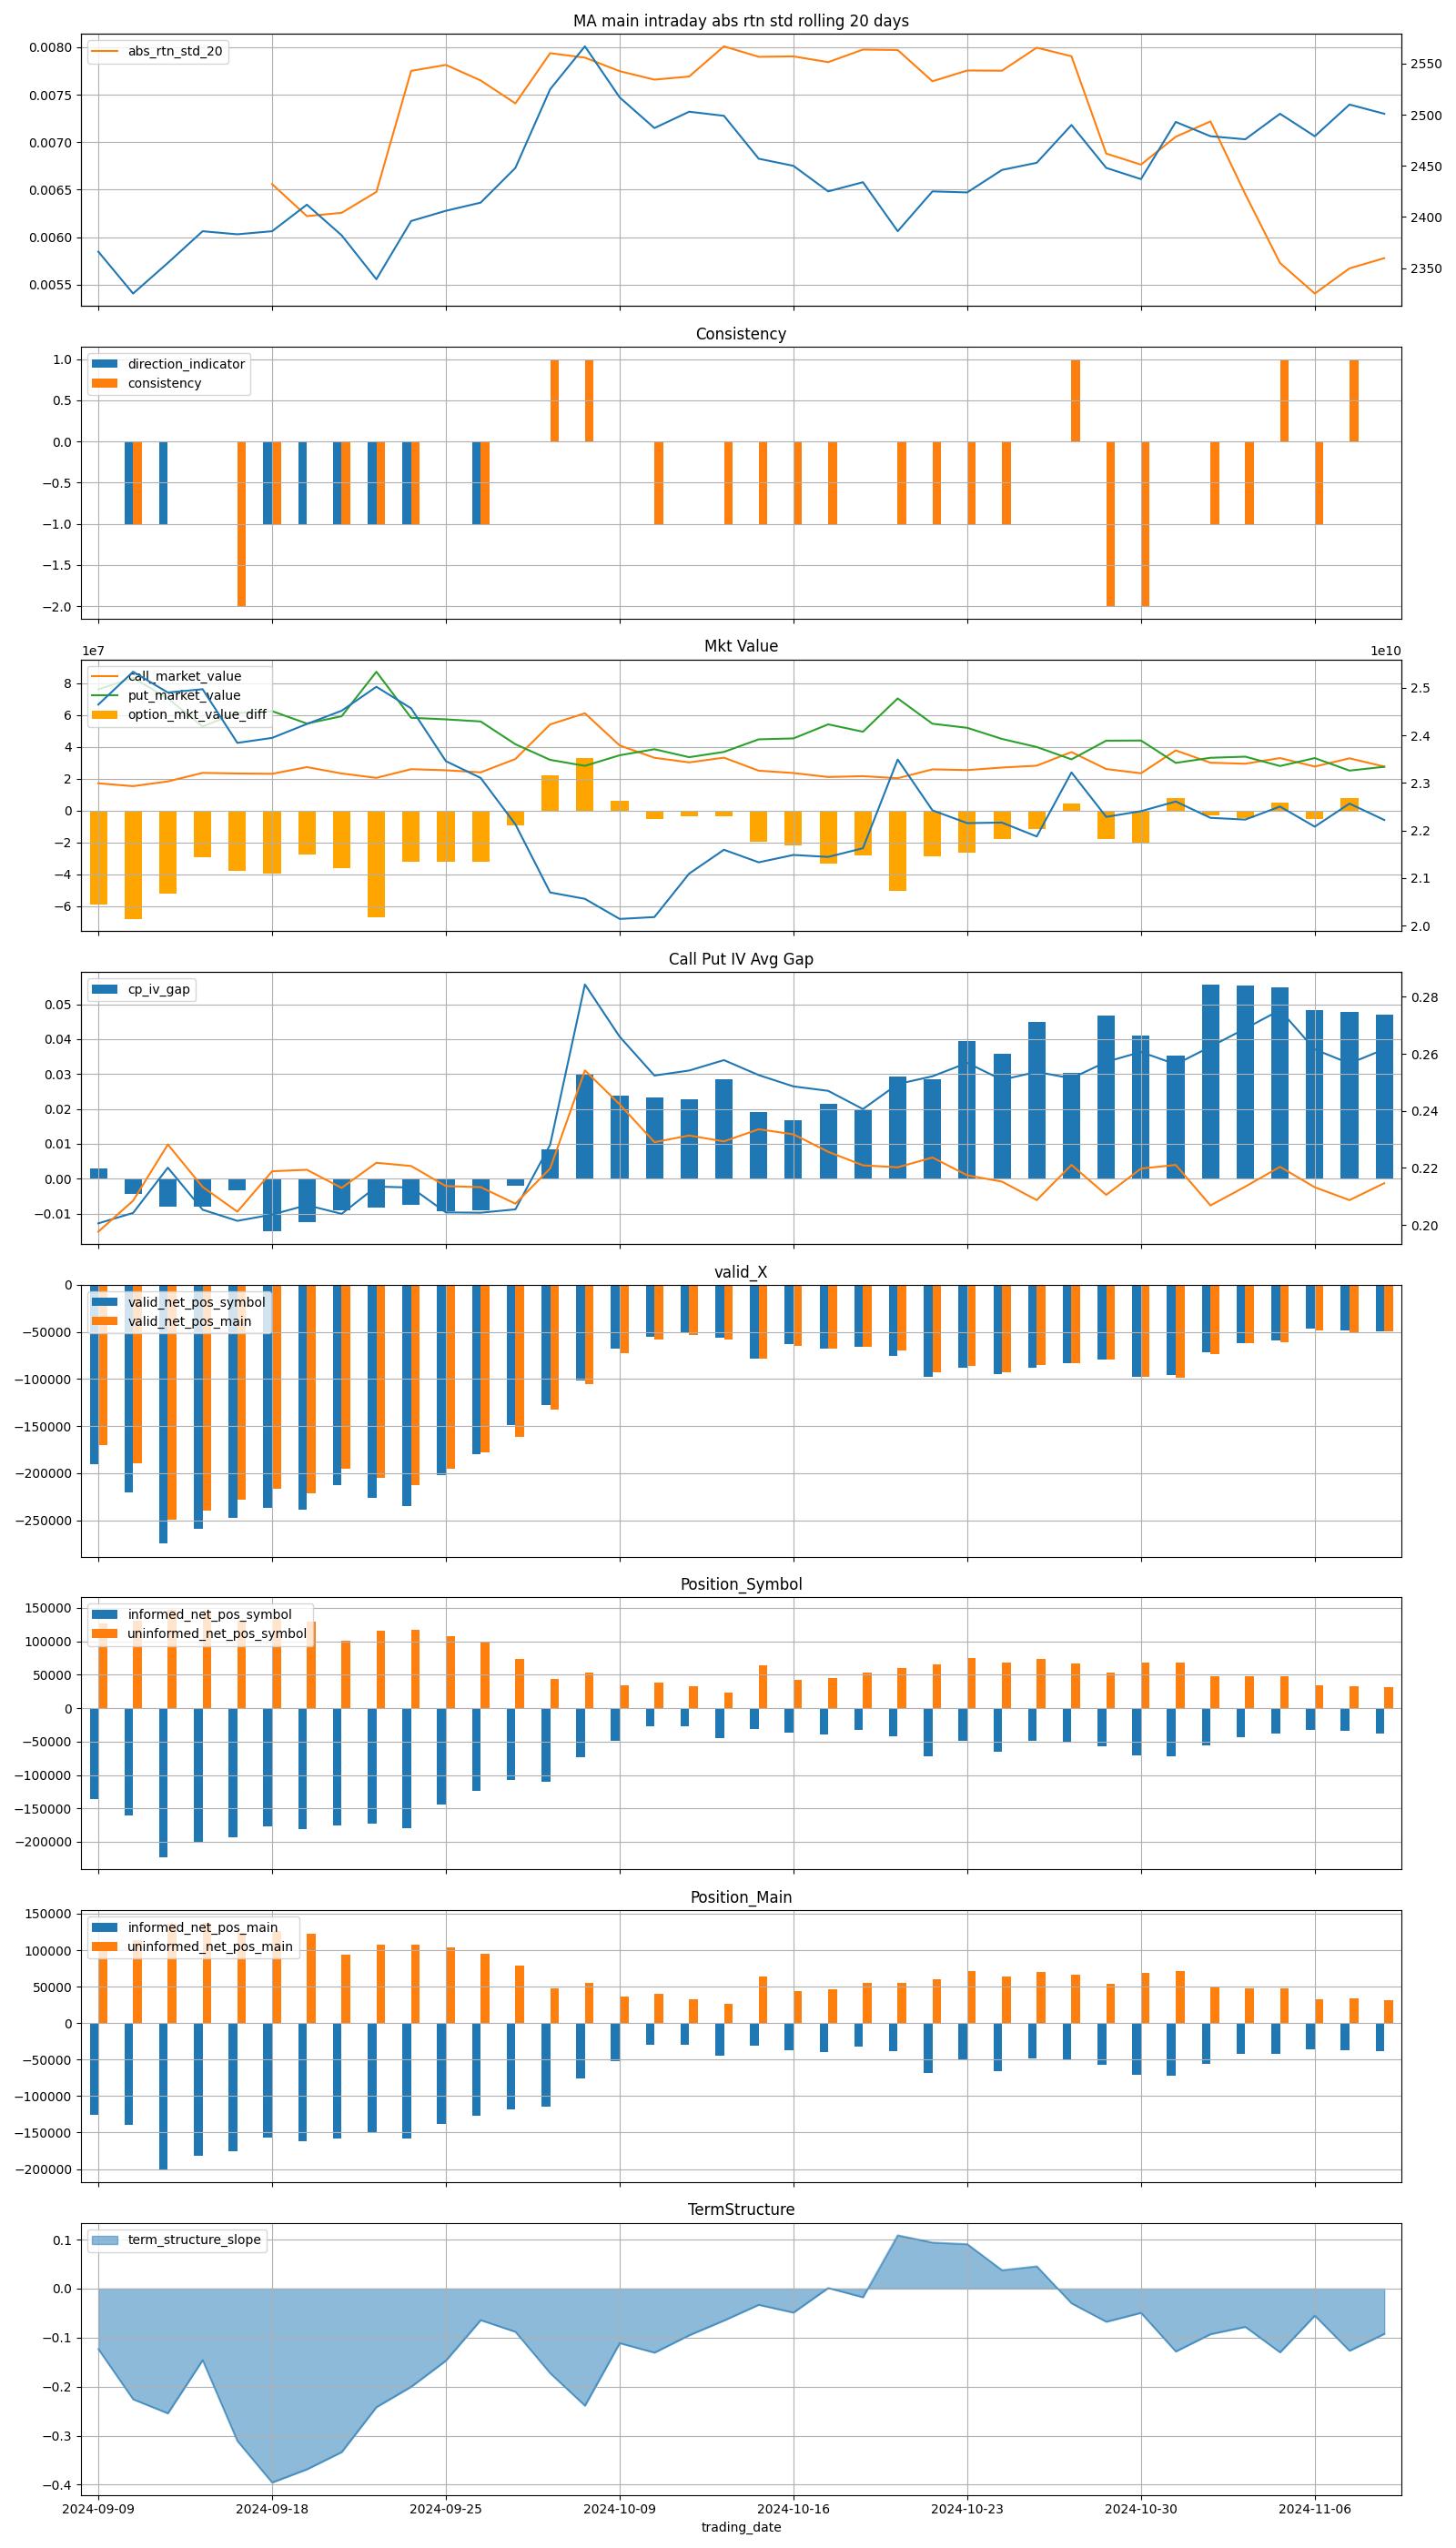 MA main intraday abs rtn std rolling 20 days
abs_rtn_std_20
0.0080
0.0075
0.0070
0.0065
0.0060
0.0055
2550
2500
2450
2400
2350
Consistency
direction_indicator
consistency
1.0
0.5
0.0
−0.5
−1.0
−1.5
−2.0
Mkt Value
1e7
1e10
call_market_value
put_market_value
option_mkt_value_diff
8
6
4
2
0
−2
−4
−6
2.5
2.4
2.3
2.2
2.1
2.0
Call Put IV Avg Gap
cp_iv_gap
0.05
0.04
0.03
0.02
0.01
0.00
−0.01
0.28
0.26
0.24
0.22
0.20
valid_X
valid_net_pos_symbol
valid_net_pos_main
0
−50000
−100000
−150000
−200000
−250000
Position_Symbol
informed_net_pos_symbol
uninformed_net_pos_symbol
150000
100000
50000
0
−50000
−100000
−150000
−200000
Position_Main
informed_net_pos_main
uninformed_net_pos_main
150000
100000
50000
0
−50000
−100000
−150000
−200000
TermStructure
term_structure_slope
0.1
0.0
−0.1
−0.2
−0.3
−0.4
2024-09-09 2024-09-18 2024-09-25 2024-10-09 2024-10-16 2024-10-23 2024-10-30 2024-11-06
trading_date